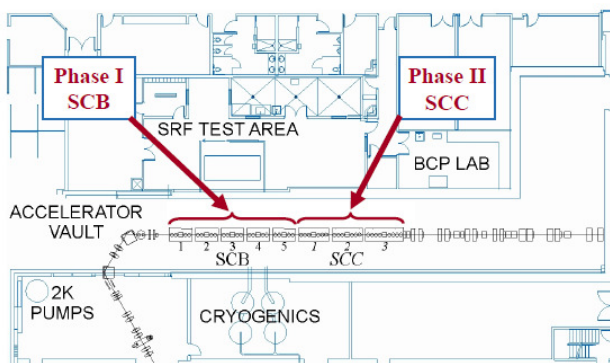 Phase I
SCB
Phase II
SCC
SRF TEST AREA
BCP LAB
ACCELERATOR
VAULT
1 2 3 4 5 1 2 3
SCB SCC
2K
PUMPS
CRYOGENICS